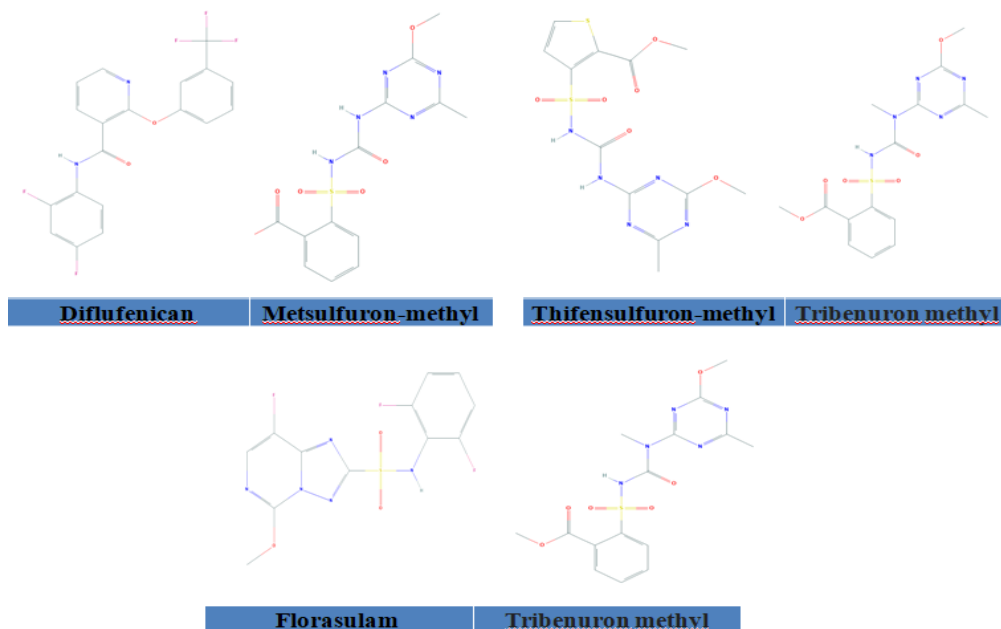 Diflufenican Metsulfuron-methyl
Thifensulfuron-methyl Tribenuron methyl
Florasulam Tribenuron methyl